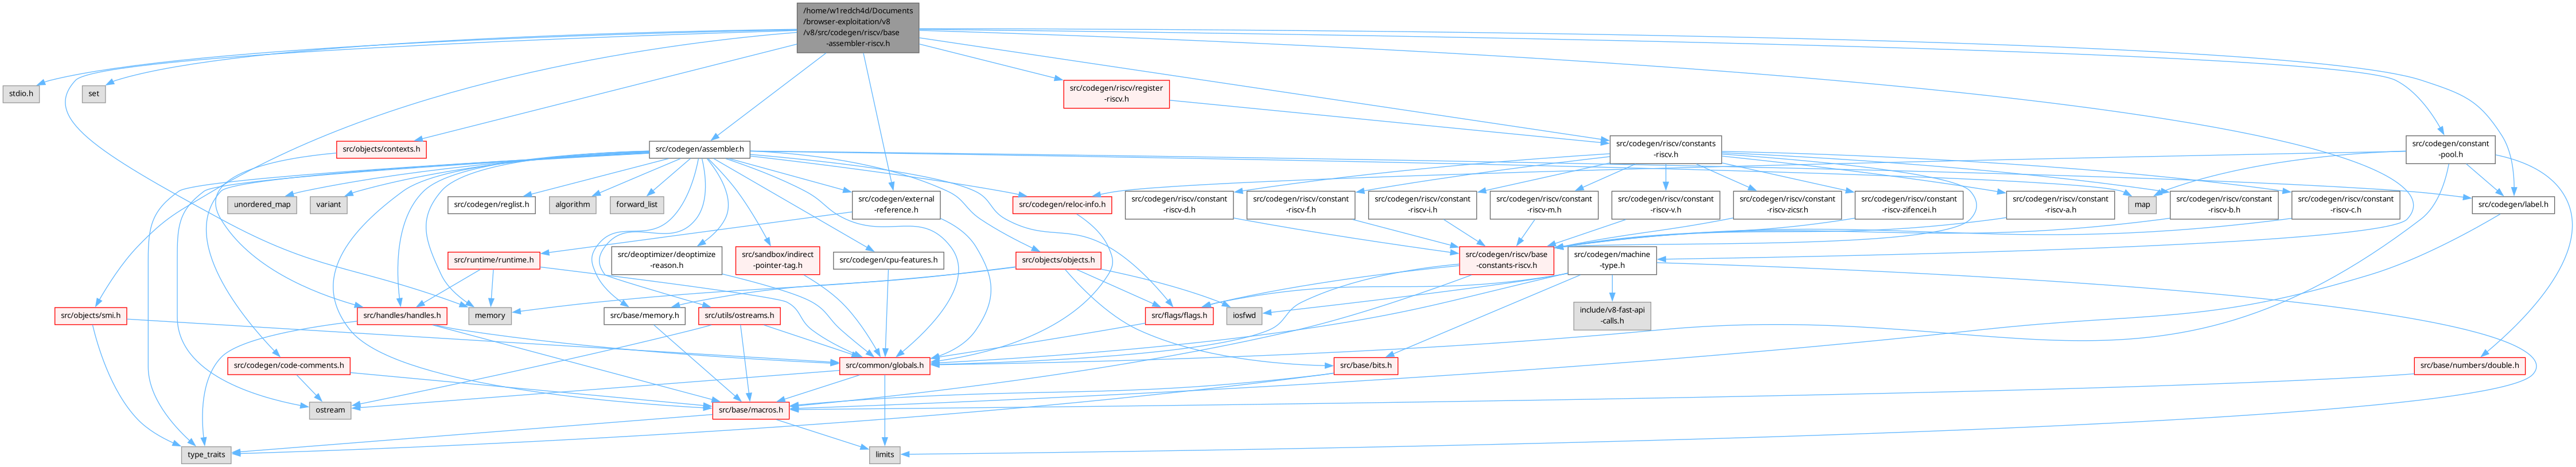 /home/w1redch4d/Documents
/browser-exploitation/v8
/v8/src/codegen/riscv/base
-assembler-riscv.h
stdio.h
set
src/codegen/riscv/register
-riscv.h
src/objects/contexts.h
src/codegen/assembler.h
src/codegen/riscv/constants
-riscv.h
src/codegen/constant
-pool.h
unordered_map
variant
src/codegen/reglist.h
algorithm
forward_list
src/codegen/external
-reference.h
src/codegen/reloc-info.h
src/codegen/riscv/constant
-riscv-d.h
src/codegen/riscv/constant
-riscv-f.h
src/codegen/riscv/constant
-riscv-i.h
src/codegen/riscv/constant
-riscv-m.h
src/codegen/riscv/constant
-riscv-v.h
src/codegen/riscv/constant
-riscv-zicsr.h
src/codegen/riscv/constant
-riscv-zifencei.h
src/codegen/riscv/constant
-riscv-a.h
map
src/codegen/riscv/constant
-riscv-b.h
src/codegen/riscv/constant
-riscv-c.h
src/codegen/label.h
src/runtime/runtime.h
src/deoptimizer/deoptimize
-reason.h
src/sandbox/indirect
-pointer-tag.h
src/codegen/cpu-features.h
src/objects/objects.h
src/codegen/riscv/base
-constants-riscv.h
src/codegen/machine
-type.h
src/objects/smi.h
src/handles/handles.h
memory
src/base/memory.h
src/utils/ostreams.h
src/flags/flags.h
iosfwd
include/v8-fast-api
-calls.h
src/codegen/code-comments.h
src/common/globals.h
src/base/bits.h
src/base/numbers/double.h
ostream
src/base/macros.h
type_traits
limits